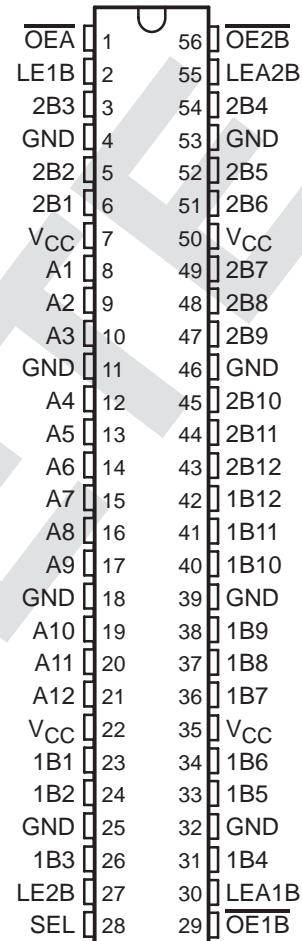 O̅E̅A̅ 1 56 O̅E̅2̅B̅
LE1B 2 55 LEA2B
2B3 3 54 2B4
GND 4 53 GND
2B2 5 52 2B5
2B1 6 51 2B6
VCC 7 50 VCC
A1 8 49 2B7
A2 9 48 2B8
A3 10 47 2B9
GND 11 46 GND
A4 12 45 2B10
A5 13 44 2B11
A6 14 43 2B12
A7 15 42 1B12
A8 16 41 1B11
A9 17 40 1B10
GND 18 39 GND
A10 19 38 1B9
A11 20 37 1B8
A12 21 36 1B7
VCC 22 35 VCC
1B1 23 34 1B6
1B2 24 33 1B5
GND 25 32 GND
1B3 26 31 1B4
LE2B 27 30 LEA1B
SEL 28 29 O̅E̅1̅B̅